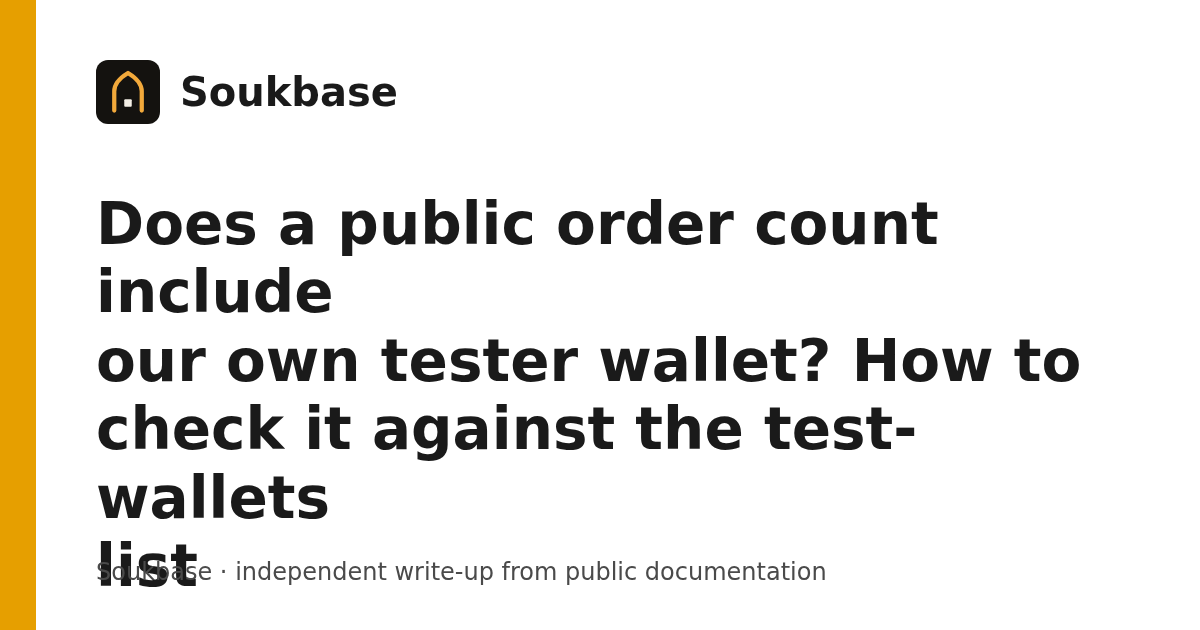 Soukbase
Does a public order count
include
our own tester wallet? How to
check it against the test-
wallets
list
Soukbase · independent write-up from public documentation